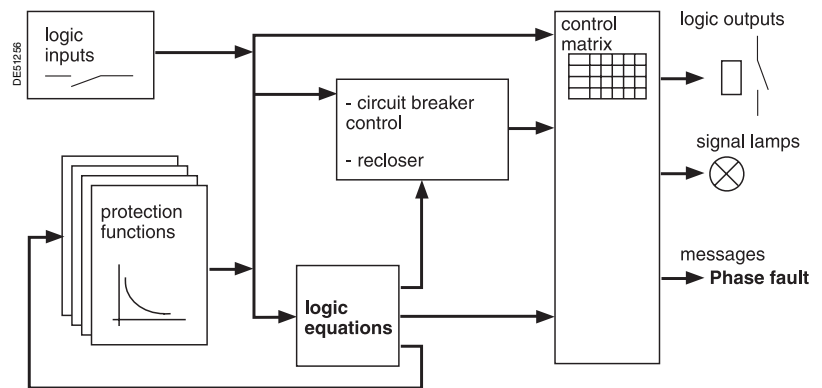 DE51256
logic
inputs
control
matrix
logic outputs
- circuit breaker
control
- recloser
signal lamps
protection
functions
messages
Phase fault
logic
equations